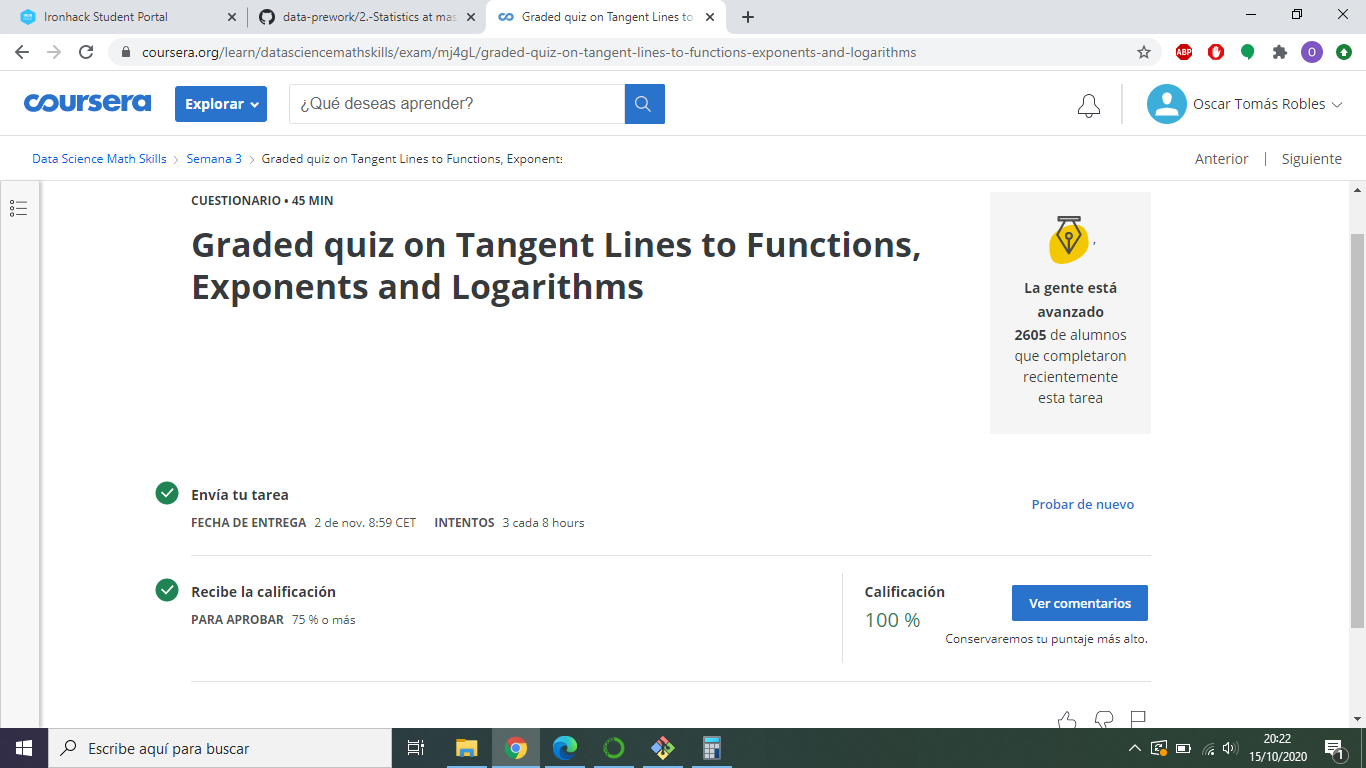 Ironhack Student Portal
data-prework/2.-Statistics at mas
Graded quiz on Tangent Lines to
coursera.org/learn/datasciencemathskills/exam/mj4gL/graded-quiz-on-tangent-lines-to-functions-exponents-and-logarithms
ABP
O
coursera
Explorar
¿Qué deseas aprender?
Oscar Tomás Robles
Data Science Math Skills > Semana 3 > Graded quiz on Tangent Lines to Functions, Exponents
Anterior | Siguiente
CUESTIONARIO • 45 MIN
Graded quiz on Tangent Lines to Functions,
Exponents and Logarithms
,
La gente está
avanzado
2605 de alumnos
que completaron
recientemente
esta tarea
Envía tu tarea
FECHA DE ENTREGA 2 de nov. 8:59 CET INTENTOS 3 cada 8 hours
Probar de nuevo
Recibe la calificación
PARA APROBAR 75 % o más
Calificación
100 %
Ver comentarios
Conservaremos tu puntaje más alto.
Escribe aquí para buscar
20:22
15/10/2020
1